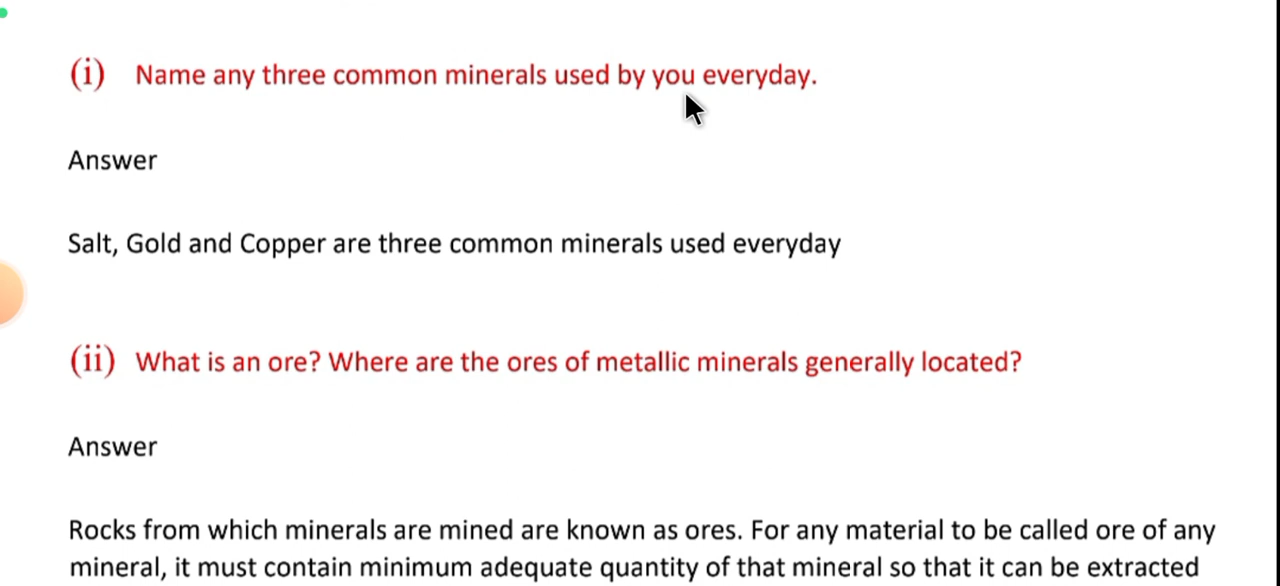 (i) Name any three common minerals used by you everyday.
Answer
Salt, Gold and Copper are three common minerals used everyday
(ii) What is an ore? Where are the ores of metallic minerals generally located?
Answer
Rocks from which minerals are mined are known as ores. For any material to be called ore of any
mineral, it must contain minimum adequate quantity of that mineral so that it can be extracted